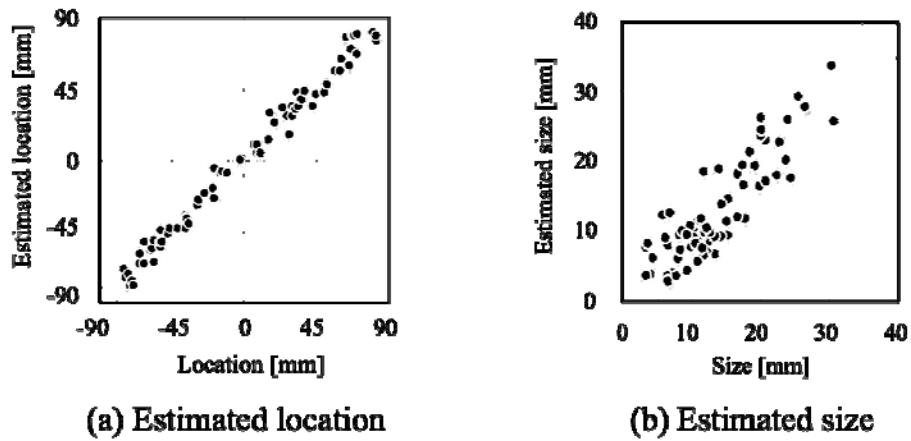 Estimated location [mm]
90
45
0
-45
-90
-90 -45 0 45 90
Location [mm]
(a) Estimated location
Estimated size [mm]
40
30
20
10
0
0 10 20 30 40
Size [mm]
(b) Estimated size